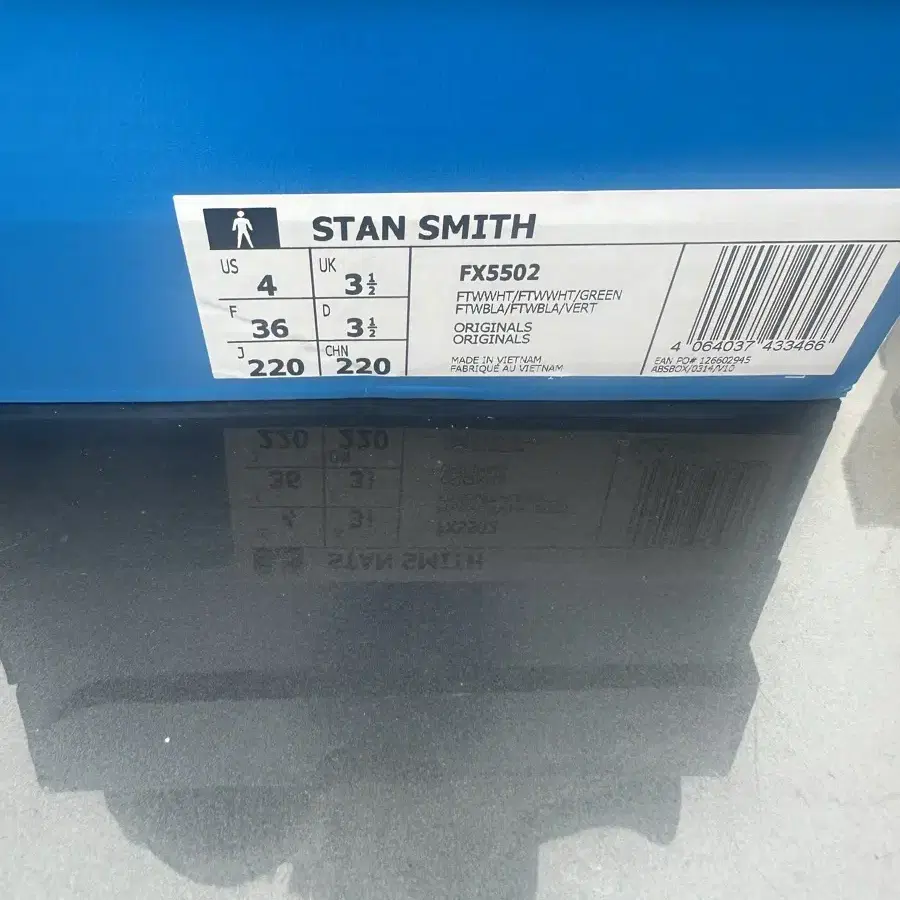 STAN SMITH
US 4 UK 3½
F 36 D 3½
J 220 CHN 220
FX5502
FTWWHT/FTWWHT/GREEN
FTWBLA/FTWBLA/VERT
ORIGINALS
ORIGINALS
MADE IN VIETNAM
FABRIQUÉ AU VIETNAM
4 064037 433466
EAN PO# 126602945
ABSBOX/0314/V10